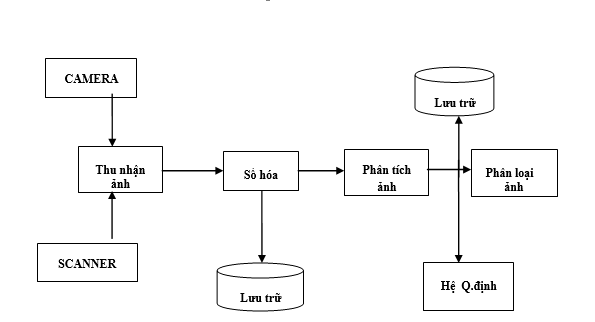 CAMERA
Lưu trữ
Thu nhận
ảnh
Số hóa
Phân tích
ảnh
Phân loại
ảnh
SCANNER
Lưu trữ
Hệ Q.định